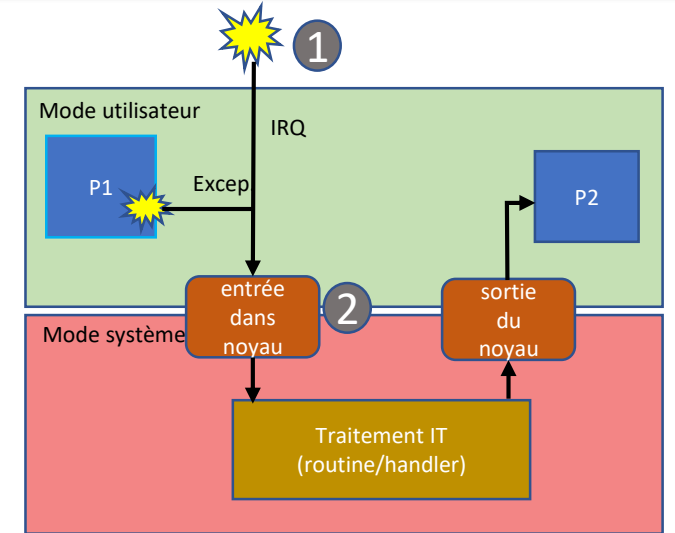 1
Mode utilisateur
IRQ
P1
Excep
P2
entrée
dans
noyau
2
sortie
du
noyau
Mode système
Traitement IT
(routine/handler)